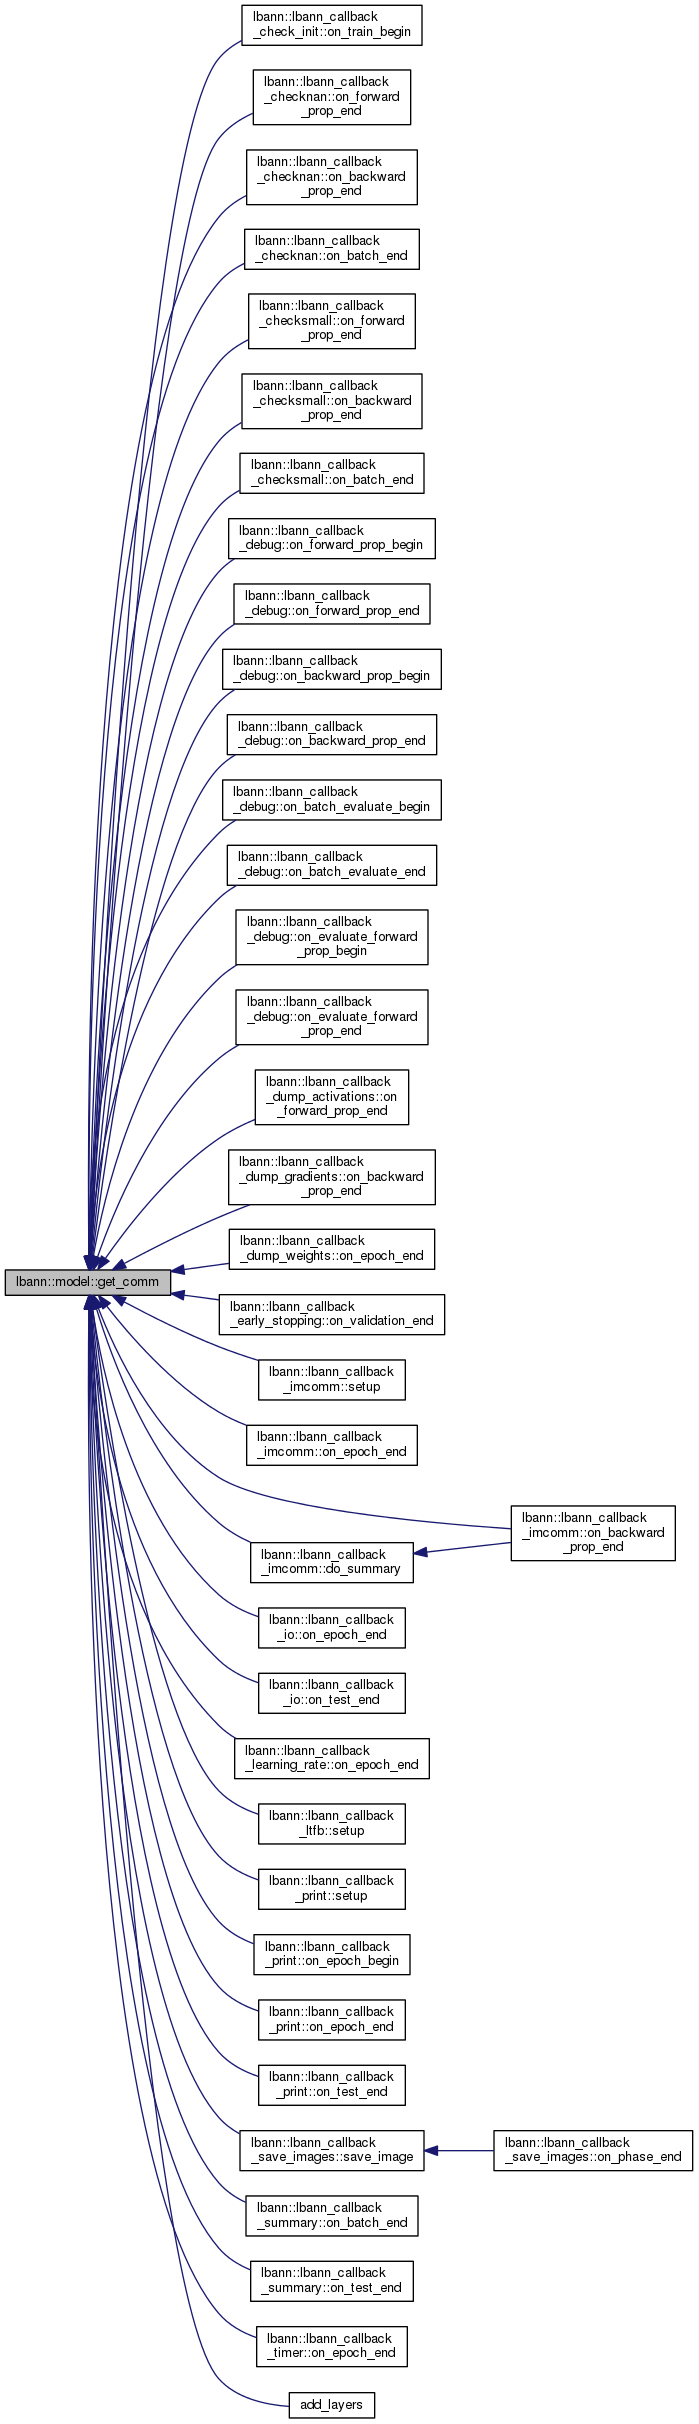 lbann::lbann_callback
_check_init::on_train_begin
lbann::lbann_callback
_checknan::on_forward
_prop_end
lbann::lbann_callback
_checknan::on_backward
_prop_end
lbann::lbann_callback
_checknan::on_batch_end
lbann::lbann_callback
_checksmall::on_forward
_prop_end
lbann::lbann_callback
_checksmall::on_backward
_prop_end
lbann::lbann_callback
_checksmall::on_batch_end
lbann::lbann_callback
_debug::on_forward_prop_begin
lbann::lbann_callback
_debug::on_forward_prop_end
lbann::lbann_callback
_debug::on_backward_prop_begin
lbann::lbann_callback
_debug::on_backward_prop_end
lbann::lbann_callback
_debug::on_batch_evaluate_begin
lbann::lbann_callback
_debug::on_batch_evaluate_end
lbann::lbann_callback
_debug::on_evaluate_forward
_prop_begin
lbann::lbann_callback
_debug::on_evaluate_forward
_prop_end
lbann::lbann_callback
_dump_activations::on
_forward_prop_end
lbann::lbann_callback
_dump_gradients::on_backward
_prop_end
lbann::lbann_callback
_dump_weights::on_epoch_end
lbann::model::get_comm
lbann::lbann_callback
_early_stopping::on_validation_end
lbann::lbann_callback
_imcomm::setup
lbann::lbann_callback
_imcomm::on_epoch_end
lbann::lbann_callback
_imcomm::on_backward
_prop_end
lbann::lbann_callback
_imcomm::do_summary
lbann::lbann_callback
_io::on_epoch_end
lbann::lbann_callback
_io::on_test_end
lbann::lbann_callback
_learning_rate::on_epoch_end
lbann::lbann_callback
_ltfb::setup
lbann::lbann_callback
_print::setup
lbann::lbann_callback
_print::on_epoch_begin
lbann::lbann_callback
_print::on_epoch_end
lbann::lbann_callback
_print::on_test_end
lbann::lbann_callback
_save_images::save_image
lbann::lbann_callback
_save_images::on_phase_end
lbann::lbann_callback
_summary::on_batch_end
lbann::lbann_callback
_summary::on_test_end
lbann::lbann_callback
_timer::on_epoch_end
add_layers